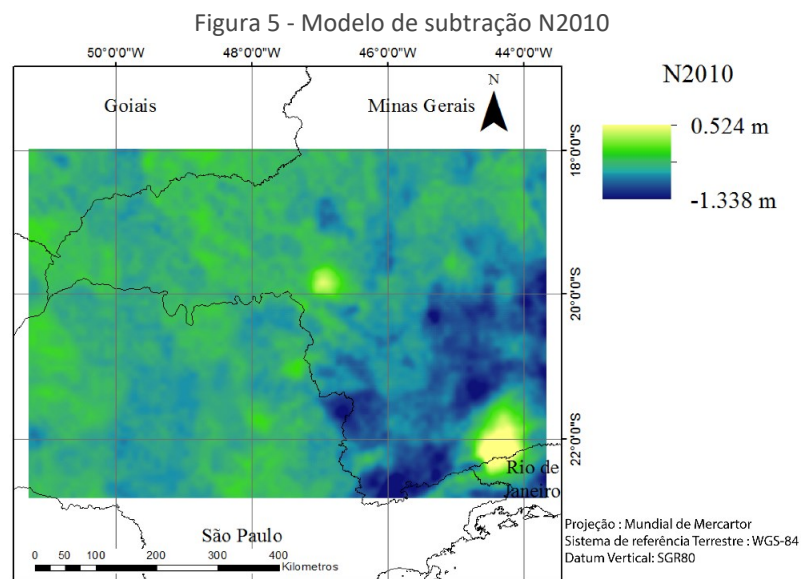 Figura 5 - Modelo de subtração N2010
50°0'0"W 48°0'0"W 46°0'0"W 44°0'0"W
N2010
N
Goiais Minas Gerais
0.524 m
-1.338 m
18°0'0"S
20°0'0"S
22°0'0"S
Rio de
Janeiro
São Paulo
Projeção : Mundial de Mercartor
Sistema de referência Terrestre : WGS-84
Datum Vertical: SGR80
0 50 100 200 300 400
Kilometros